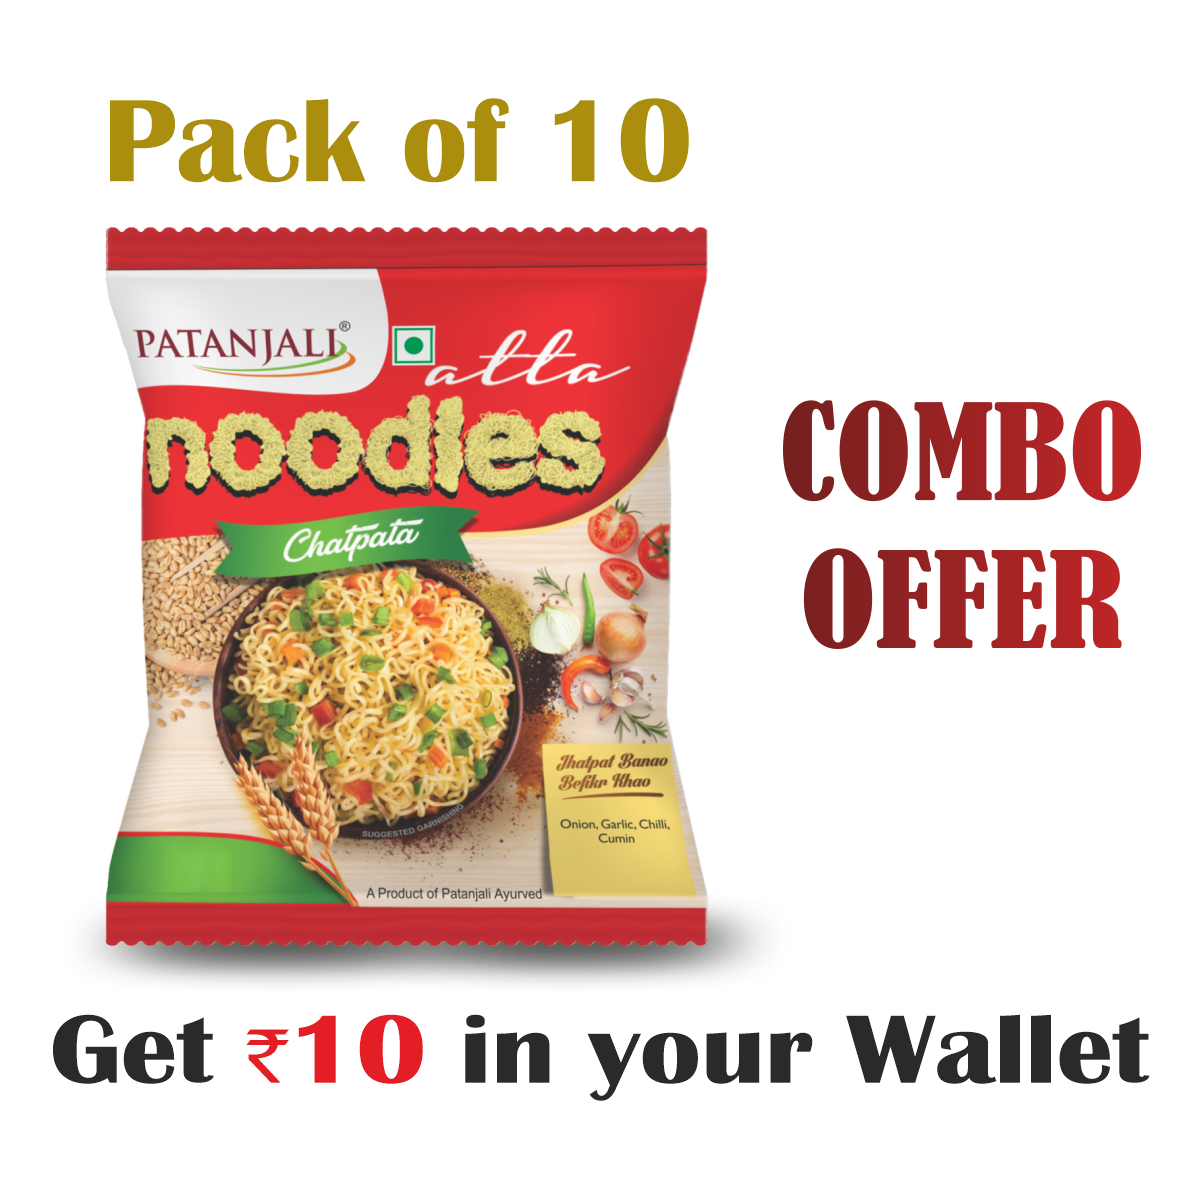 Pack of 10
PATANJALI®
atta
noodles
Chatpata
COMBO
OFFER
Jhatpat Banao
Befikr Khao
Onion, Garlic, Chilli,
Cumin
SUGGESTED GARNISHING
A Product of Patanjali Ayurved
Get ₹10 in your Wallet